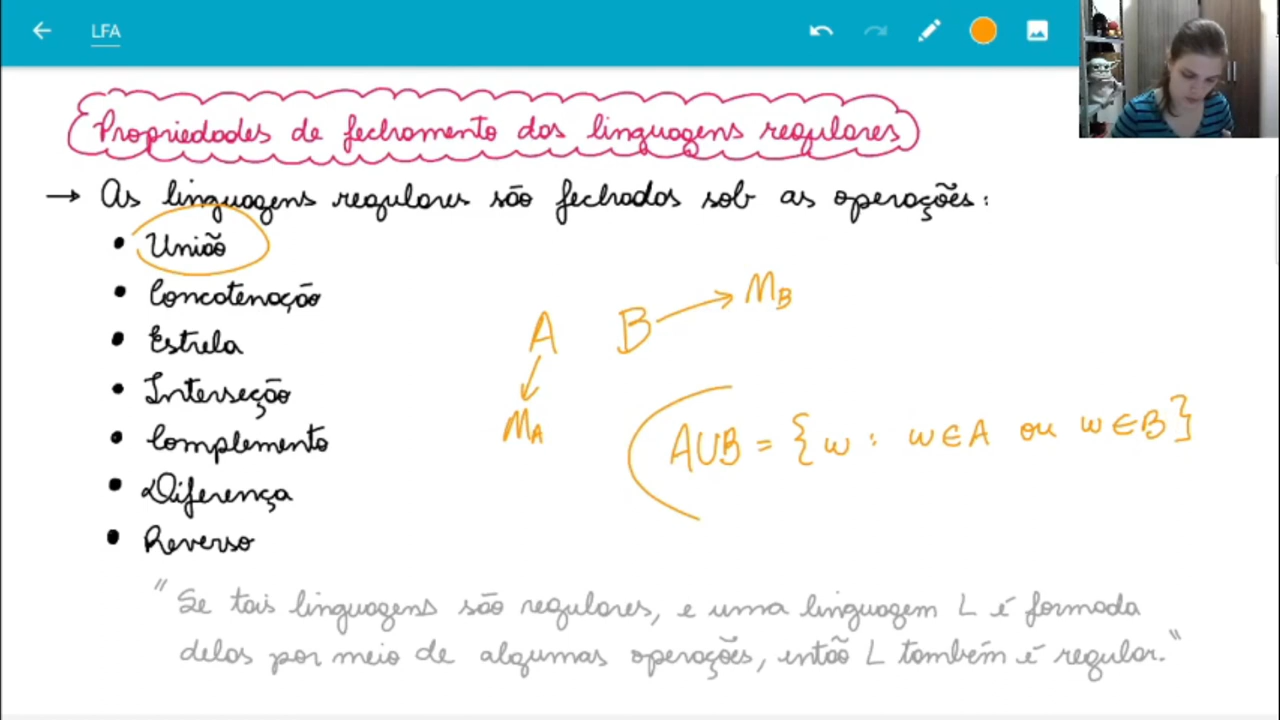 LFA
Propriedades de fechamento das linguagens regulares
→ As linguagens regulares são fechadas sob as operações:
• União
• Concatenação
• Estrela
• Interseção
• Complemento
• Diferença
• Reverso
A B → M_B
M_A
A∪B = {w : w∈A ou w∈B}
"Se tais linguagens são regulares, e uma linguagem L é formada
delas por meio de algumas operações, então L também é regular."